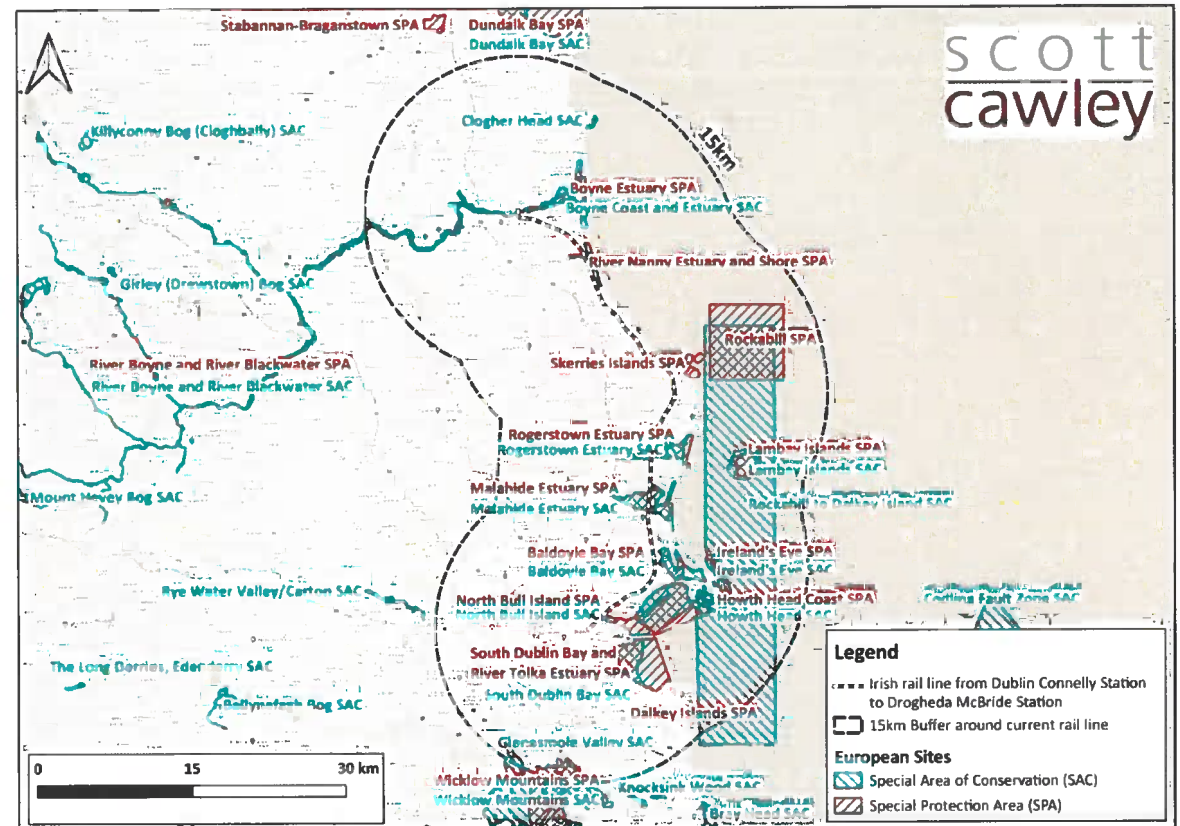 Stabannan-Braganstown SPA
Dundalk Bay SPA
Dundalk Bay SAC
scott
cawley
Killyconny Bog (Cloghbally) SAC
Clogher Head SAC
15km
Boyne Estuary SPA
Boyne Coast and Estuary SAC
River Nanny Estuary and Shore SPA
Girley (Drewstown) Bog SAC
Rockabill SPA
River Boyne and River Blackwater SPA
Skerries Islands SPA
River Boyne and River Blackwater SAC
Rogerstown Estuary SPA
Rogerstown Estuary SAC
Lambay Islands SPA
Lambay Islands SAC
Malahide Estuary SPA
Malahide Estuary SAC
Mount Hevey Bog SAC
Rockabill to Dalkey Island SAC
Baldoyle Bay SPA
Baldoyle Bay SAC
Ireland's Eye SPA
Ireland's Eye SAC
Rye Water Valley/Carton SAC
North Bull Island SPA
North Bull Island SAC
Howth Head Coast SPA
Howth Head SAC
Codling Fault Zone SAC
South Dublin Bay and
River Tolka Estuary SPA
South Dublin Bay SAC
The Long Derries, Edenderry SAC
Ballynafagh Bog SAC
Dalkey Islands SPA
Glenasmole Valley SAC
Wicklow Mountains SPA
Wicklow Mountains SAC
Knocksink Wood SAC
Bray Head SAC
0 15 30 km
Legend
Irish rail line from Dublin Connelly Station
to Drogheda McBride Station
15km Buffer around current rail line
European Sites
Special Area of Conservation (SAC)
Special Protection Area (SPA)